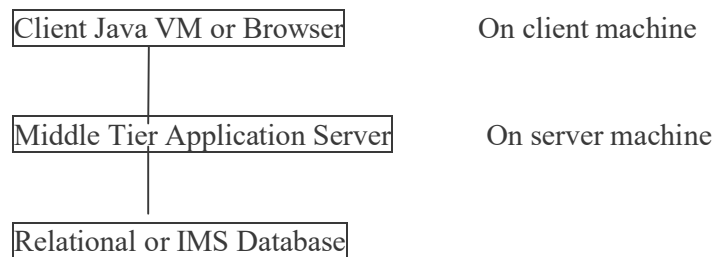 Client Java VM or Browser On client machine
Middle Tier Application Server On server machine
Relational or IMS Database